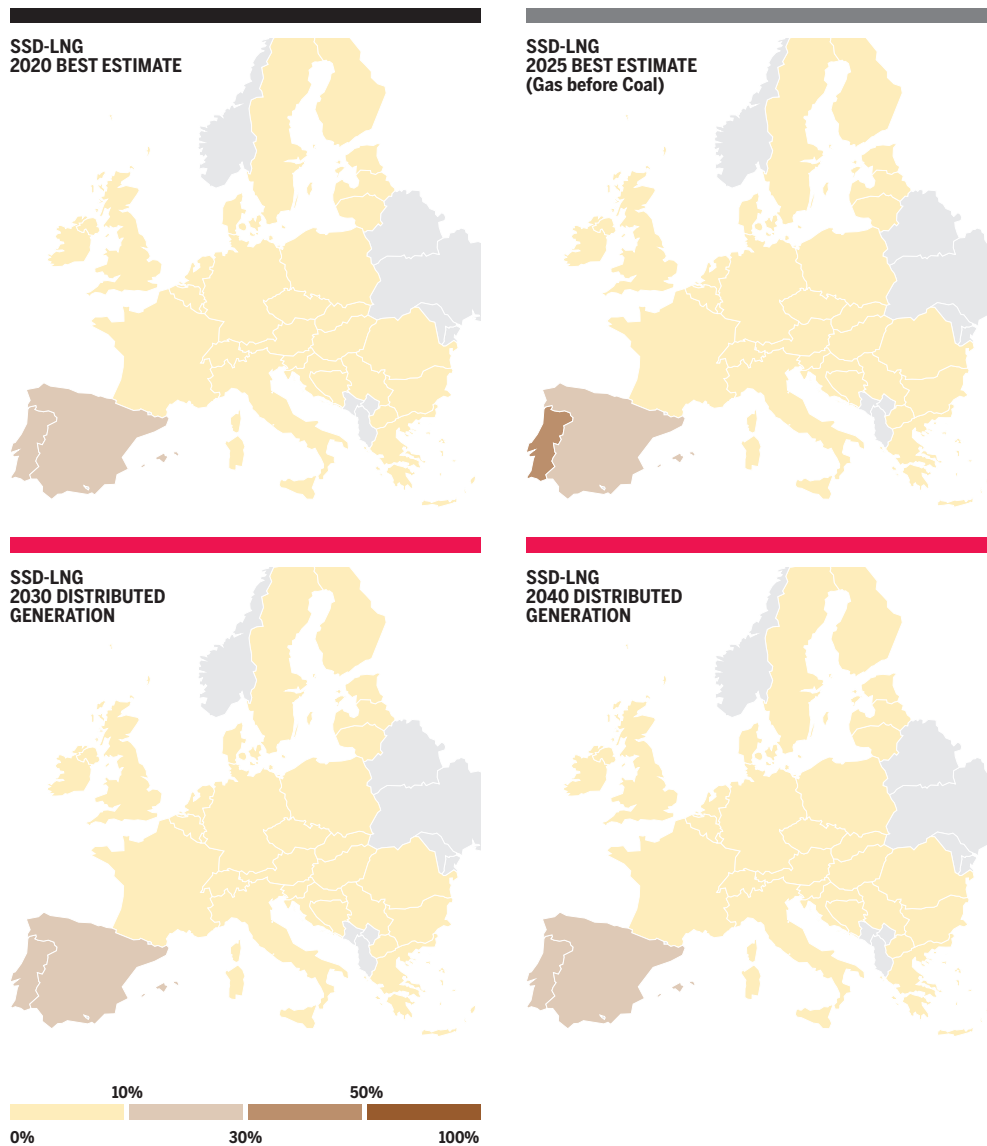 SSD-LNG
2020 BEST ESTIMATE
SSD-LNG
2025 BEST ESTIMATE
(Gas before Coal)
SSD-LNG
2030 DISTRIBUTED
GENERATION
SSD-LNG
2040 DISTRIBUTED
GENERATION
10% 50%
0% 30% 100%